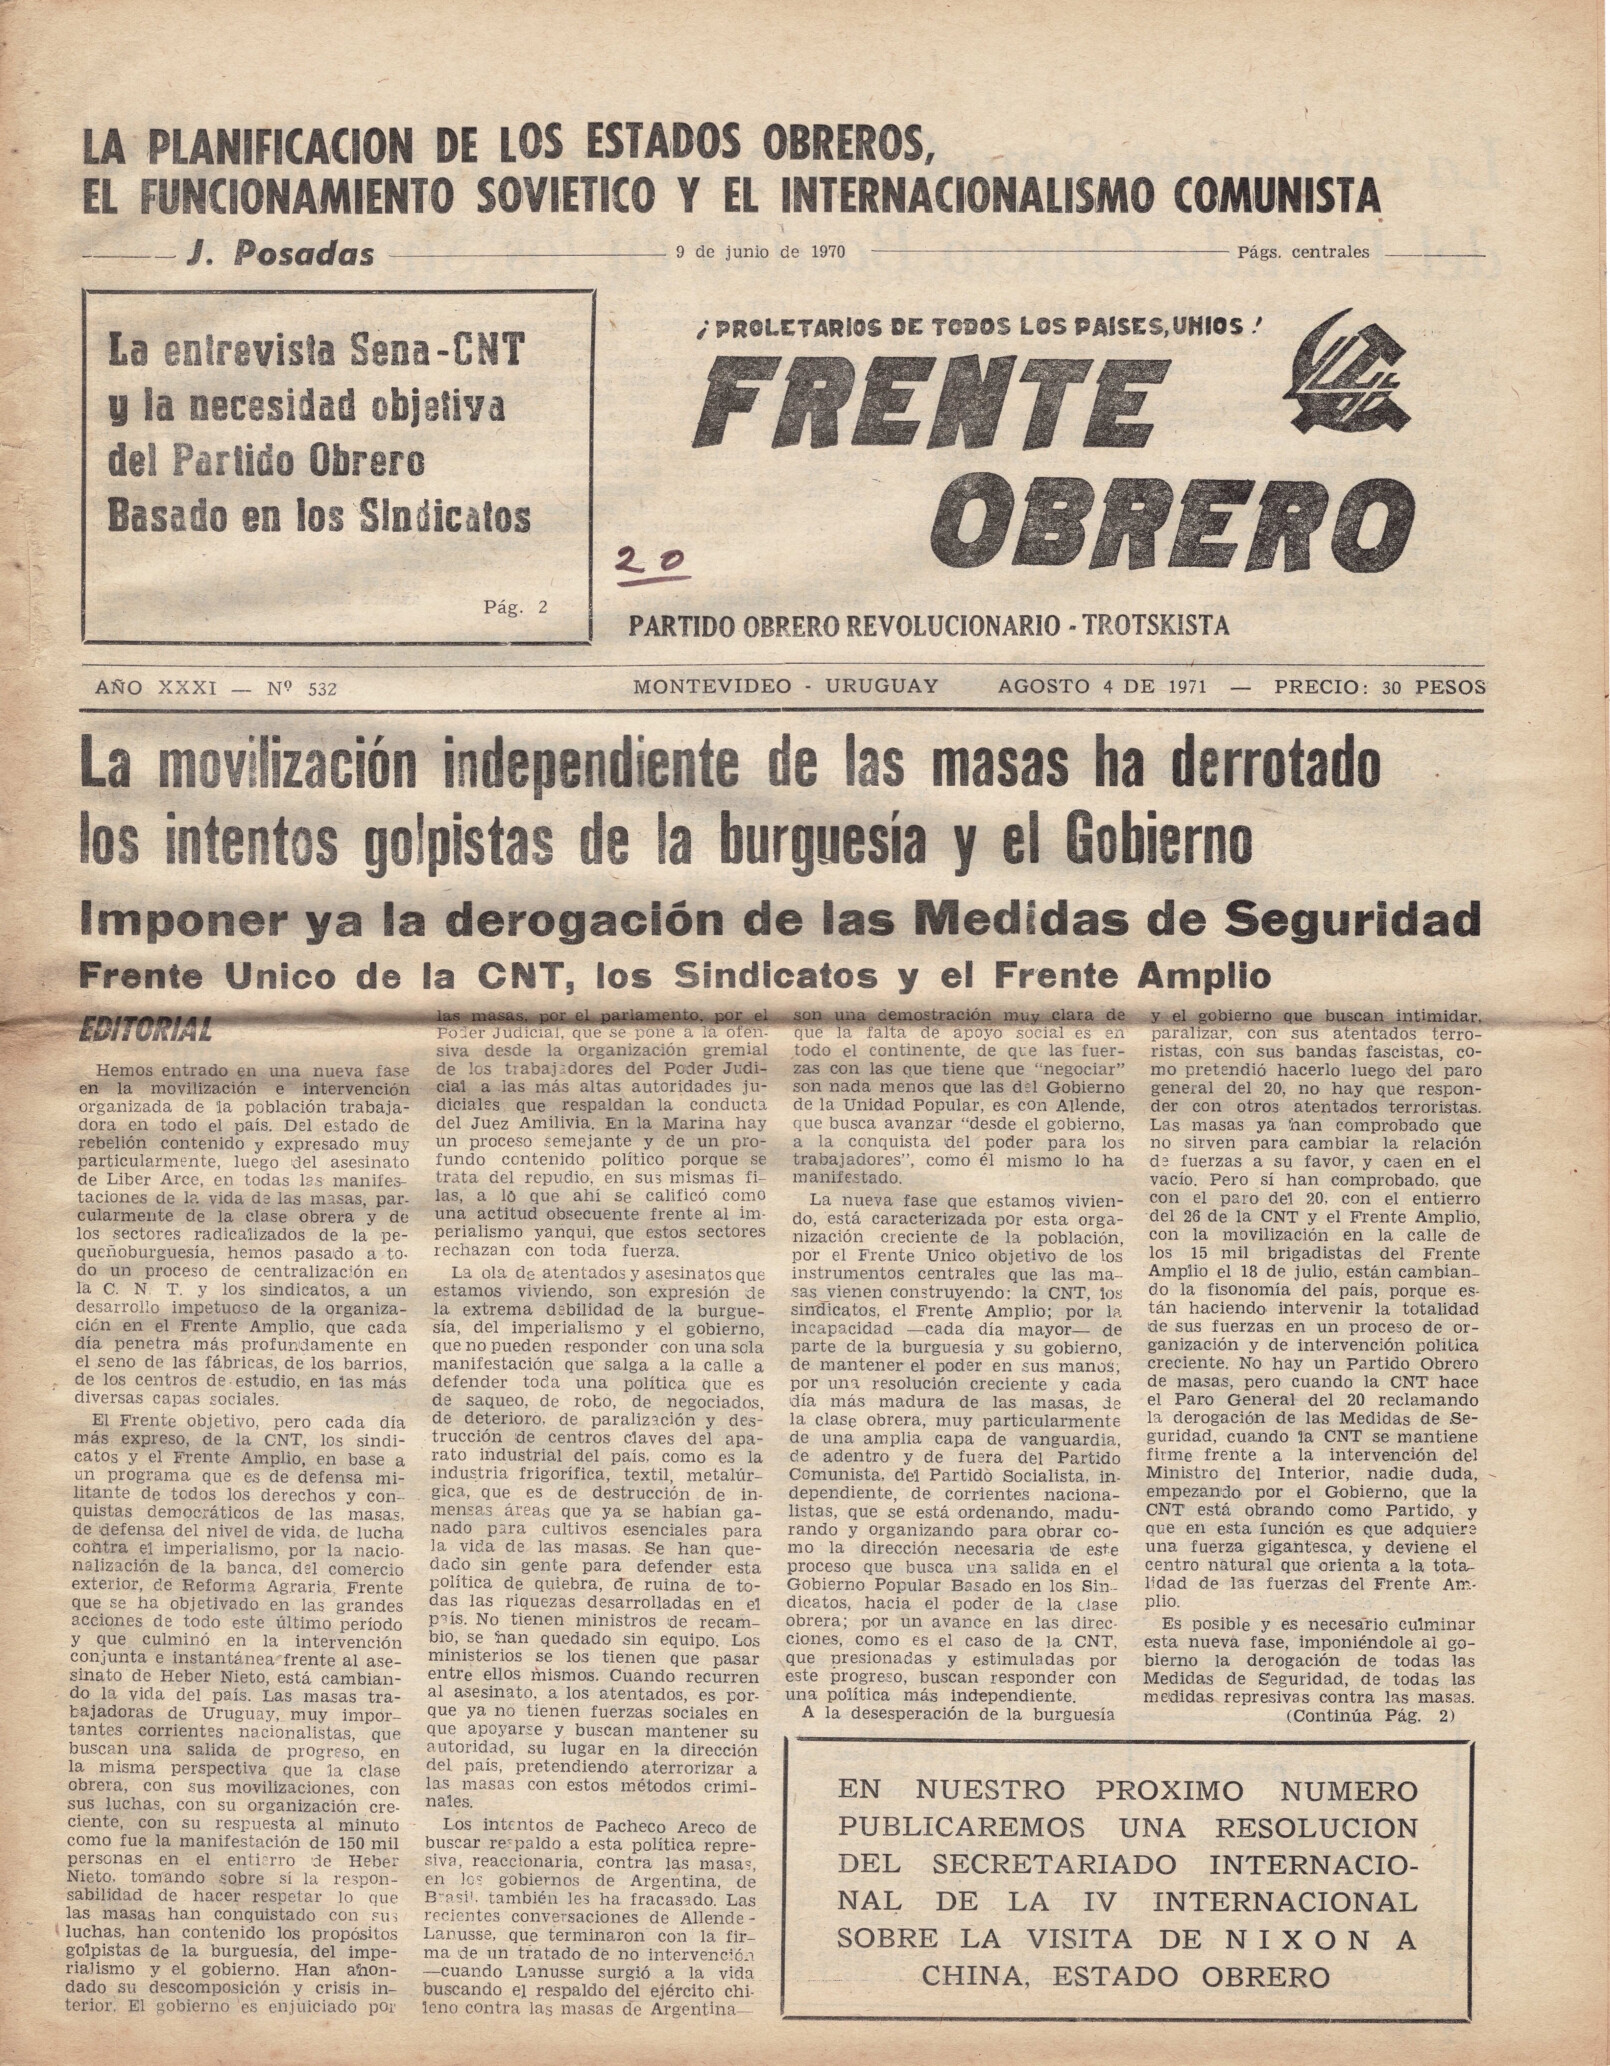 LA PLANIFICACION DE LOS ESTADOS OBREROS,
EL FUNCIONAMIENTO SOVIETICO Y EL INTERNACIONALISMO COMUNISTA
J. Posadas
9 de junio de 1970
Págs. centrales
La entrevista Sena-CNT
y la necesidad objetiva
del Partido Obrero
Basado en los Sindicatos
Pág. 2
¡PROLETARIOS DE TODOS LOS PAISES, UNIOS!
FRENTE
OBRERO
20
PARTIDO OBRERO REVOLUCIONARIO - TROTSKISTA
AÑO XXXI — Nº 532
MONTEVIDEO - URUGUAY
AGOSTO 4 DE 1971 — PRECIO: 30 PESOS
La movilización independiente de las masas ha derrotado
los intentos golpistas de la burguesía y el Gobierno
Imponer ya la derogación de las Medidas de Seguridad
Frente Unico de la CNT, los Sindicatos y el Frente Amplio
EDITORIAL
Hemos entrado en una nueva fase
en la movilización e intervención
organizada de la población trabaja-
dora en todo el país. Del estado de
rebelión contenido y expresado muy
particularmente, luego del asesinato
de Liber Arce, en todas las manifes-
taciones de la vida de las masas, par-
cularmente de la clase obrera y de
los sectores radicalizados de la pe-
queñoburguesía, hemos pasado a to-
do un proceso de centralización en
la C. N. T. y los sindicatos, a un
desarrollo impetuoso de la organiza-
ción en el Frente Amplio, que cada
día penetra más profundamente en
el seno de las fábricas, de los barrios,
de los centros de estudio, en las más
diversas capas sociales.
El Frente objetivo, pero cada día
más expreso, de la CNT, los sindi-
catos y el Frente Amplio, en base a
un programa que es de defensa mi-
litante de todos los derechos y con-
quistas democráticos de las masas,
de defensa del nivel de vida, de lucha
contra el imperialismo, por la nacio-
nalización de la banca, del comercio
exterior, de Reforma Agraria, Frente
que se ha objetivado en las grandes
acciones de todo este último período
y que culminó en la intervención
conjunta e instantánea frente al ase-
sinato de Heber Nieto, está cambian-
do la vida del país. Las masas tra-
bajadoras de Uruguay, muy impor-
tantes corrientes nacionalistas, que
buscan una salida de progreso, en
la misma perspectiva que la clase
obrera, con sus movilizaciones, con
sus luchas, con su organización cre-
ciente, con su respuesta al minuto
como fue la manifestación de 150 mil
personas en el entierro de Heber
Nieto, tomando sobre sí la respon-
sabilidad de hacer respetar lo que
las masas han conquistado con sus
luchas, han contenido los propósitos
golpistas de la burguesía, del impe-
rialismo y el gobierno. Han ahon-
dado su descomposición y crisis in-
terior. El gobierno es enjuiciado por
las masas, por el parlamento, por el
Poder Judicial, que se pone a la ofen-
siva desde la organización gremial
de los trabajadores del Poder Judi-
cial a las más altas autoridades ju-
diciales que respaldan la conducta
del Juez Amilivia. En la Marina hay
un proceso semejante y de un pro-
fundo contenido político porque se
trata del repudio, en sus mismas fi-
las, a lo que ahí se calificó como
una actitud obsecuente frente al im-
perialismo yanqui, que estos sectores
rechazan con toda fuerza.
La ola de atentados y asesinatos que
estamos viviendo, son expresión de
la extrema debilidad de la burgue-
sía, del imperialismo y el gobierno,
que no pueden responder con una sola
manifestación que salga a la calle a
defender toda una política que es
de saqueo, de robo, de negociados,
de deterioro, de paralización y des-
trucción de centros claves del apa-
rato industrial del país, como es la
industria frigorífica, textil, metalúr-
gica, que es de destrucción de in-
mensas áreas que ya se habían ga-
nado para cultivos esenciales para
la vida de las masas. Se han que-
dado sin gente para defender esta
política de quiebra, de ruina de to-
das las riquezas desarrolladas en el
país. No tienen ministros de recam-
bio, se han quedado sin equipo. Los
ministerios se los tienen que pasar
entre ellos mismos. Cuando recurren
al asesinato, a los atentados, es por-
que ya no tienen fuerzas sociales en
que apoyarse y buscan mantener su
autoridad, su lugar en la dirección
del país, pretendiendo aterrorizar a
las masas con estos métodos crimi-
nales.
Los intentos de Pacheco Areco de
buscar respaldo a esta política repre-
siva, reaccionaria, contra las masas,
en los gobiernos de Argentina, de
Brasil, también les ha fracasado. Las
recientes conversaciones de Allende-
Lanusse, que terminaron con la fir-
ma de un tratado de no intervención
—cuando Lanusse surgió a la vida
buscando el respaldo del ejército chi-
leno contra las masas de Argentina—
son una demostración muy clara de
que la falta de apoyo social es en
todo el continente, de que las fuer-
zas con las que tiene que "negociar"
son nada menos que las del Gobierno
de la Unidad Popular, es con Allende,
que busca avanzar "desde el gobierno,
a la conquista del poder para los
trabajadores", como él mismo lo ha
manifestado.
La nueva fase que estamos vivien-
do, está caracterizada por esta orga-
nización creciente de la población,
por el Frente Unico objetivo de los
instrumentos centrales que las ma-
sas vienen construyendo: la CNT, los
sindicatos, el Frente Amplio; por la
incapacidad —cada día mayor— de
parte de la burguesía y su gobierno,
de mantener el poder en sus manos;
por una resolución creciente y cada
día más madura de las masas, de
la clase obrera, muy particularmente
de una amplia capa de vanguardia,
de adentro y de fuera del Partido
Comunista, del Partido Socialista, in-
dependiente, de corrientes naciona-
listas, que se está ordenando, madu-
rando y organizando para obrar co-
mo la dirección necesaria de este
proceso que busca una salida en el
Gobierno Popular Basado en los Sin-
dicatos, hacia el poder de la clase
obrera; por un avance en las direc-
ciones, como es el caso de la CNT,
que presionadas y estimuladas por
este progreso, buscan responder con
una política más independiente.
A la desesperación de la burguesía
y el gobierno que buscan intimidar,
paralizar, con sus atentados terro-
ristas, con sus bandas fascistas, co-
mo pretendió hacerlo luego del paro
general del 20, no hay que respon-
der con otros atentados terroristas.
Las masas ya han comprobado que
no sirven para cambiar la relación
de fuerzas a su favor, y caen en el
vacío. Pero sí han comprobado, que
con el paro del 20, con el entierro
del 26 de la CNT y el Frente Amplio,
con la movilización en la calle de
los 15 mil brigadistas del Frente
Amplio el 18 de julio, están cambian-
do la fisonomía del país, porque es-
tán haciendo intervenir la totalidad
de sus fuerzas en un proceso de or-
ganización y de intervención política
creciente. No hay un Partido Obrero
de masas, pero cuando la CNT hace
el Paro General del 20 reclamando
la derogación de las Medidas de Se-
guridad, cuando la CNT se mantiene
firme frente a la intervención del
Ministro del Interior, nadie duda,
empezando por el Gobierno, que la
CNT está obrando como Partido, y
que en esta función es que adquiere
una fuerza gigantesca, y deviene el
centro natural que orienta a la tota-
lidad de las fuerzas del Frente Am-
plio.
Es posible y es necesario culminar
esta nueva fase, imponiéndole al go-
bierno la derogación de todas las
Medidas de Seguridad, de todas las
medidas represivas contra las masas.
(Continúa Pág. 2)
EN NUESTRO PROXIMO NUMERO
PUBLICAREMOS UNA RESOLUCION
DEL SECRETARIADO INTERNACIO-
NAL DE LA IV INTERNACIONAL
SOBRE LA VISITA DE NIXON A
CHINA, ESTADO OBRERO